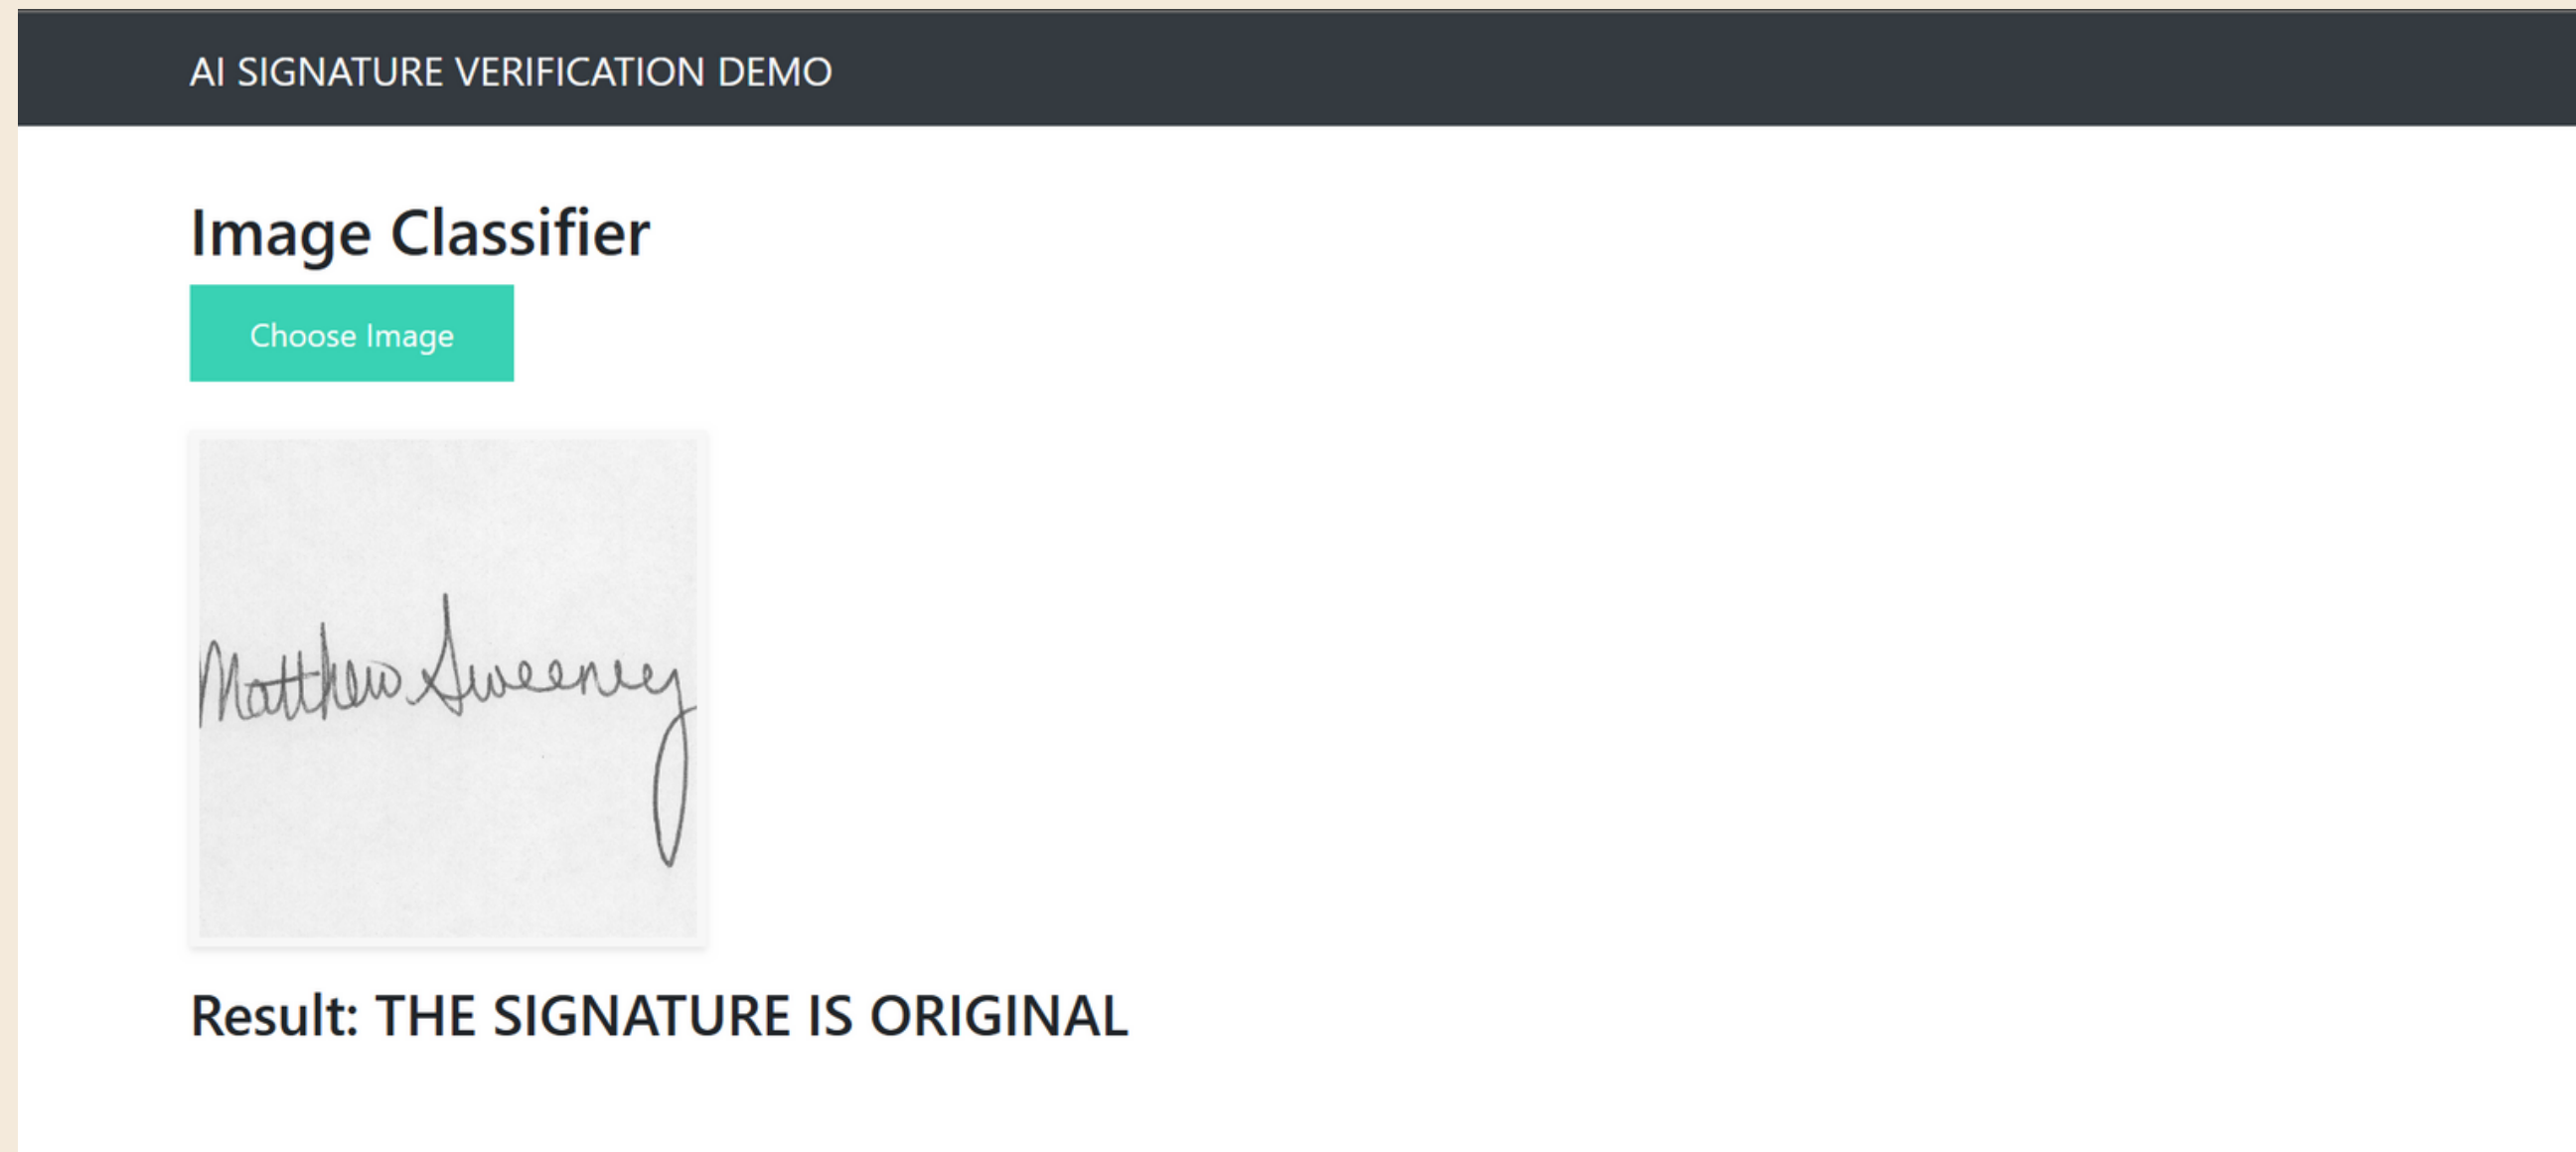 AI SIGNATURE VERIFICATION DEMO
Image Classifier
Choose Image
Matthew Sweeney
Result: THE SIGNATURE IS ORIGINAL